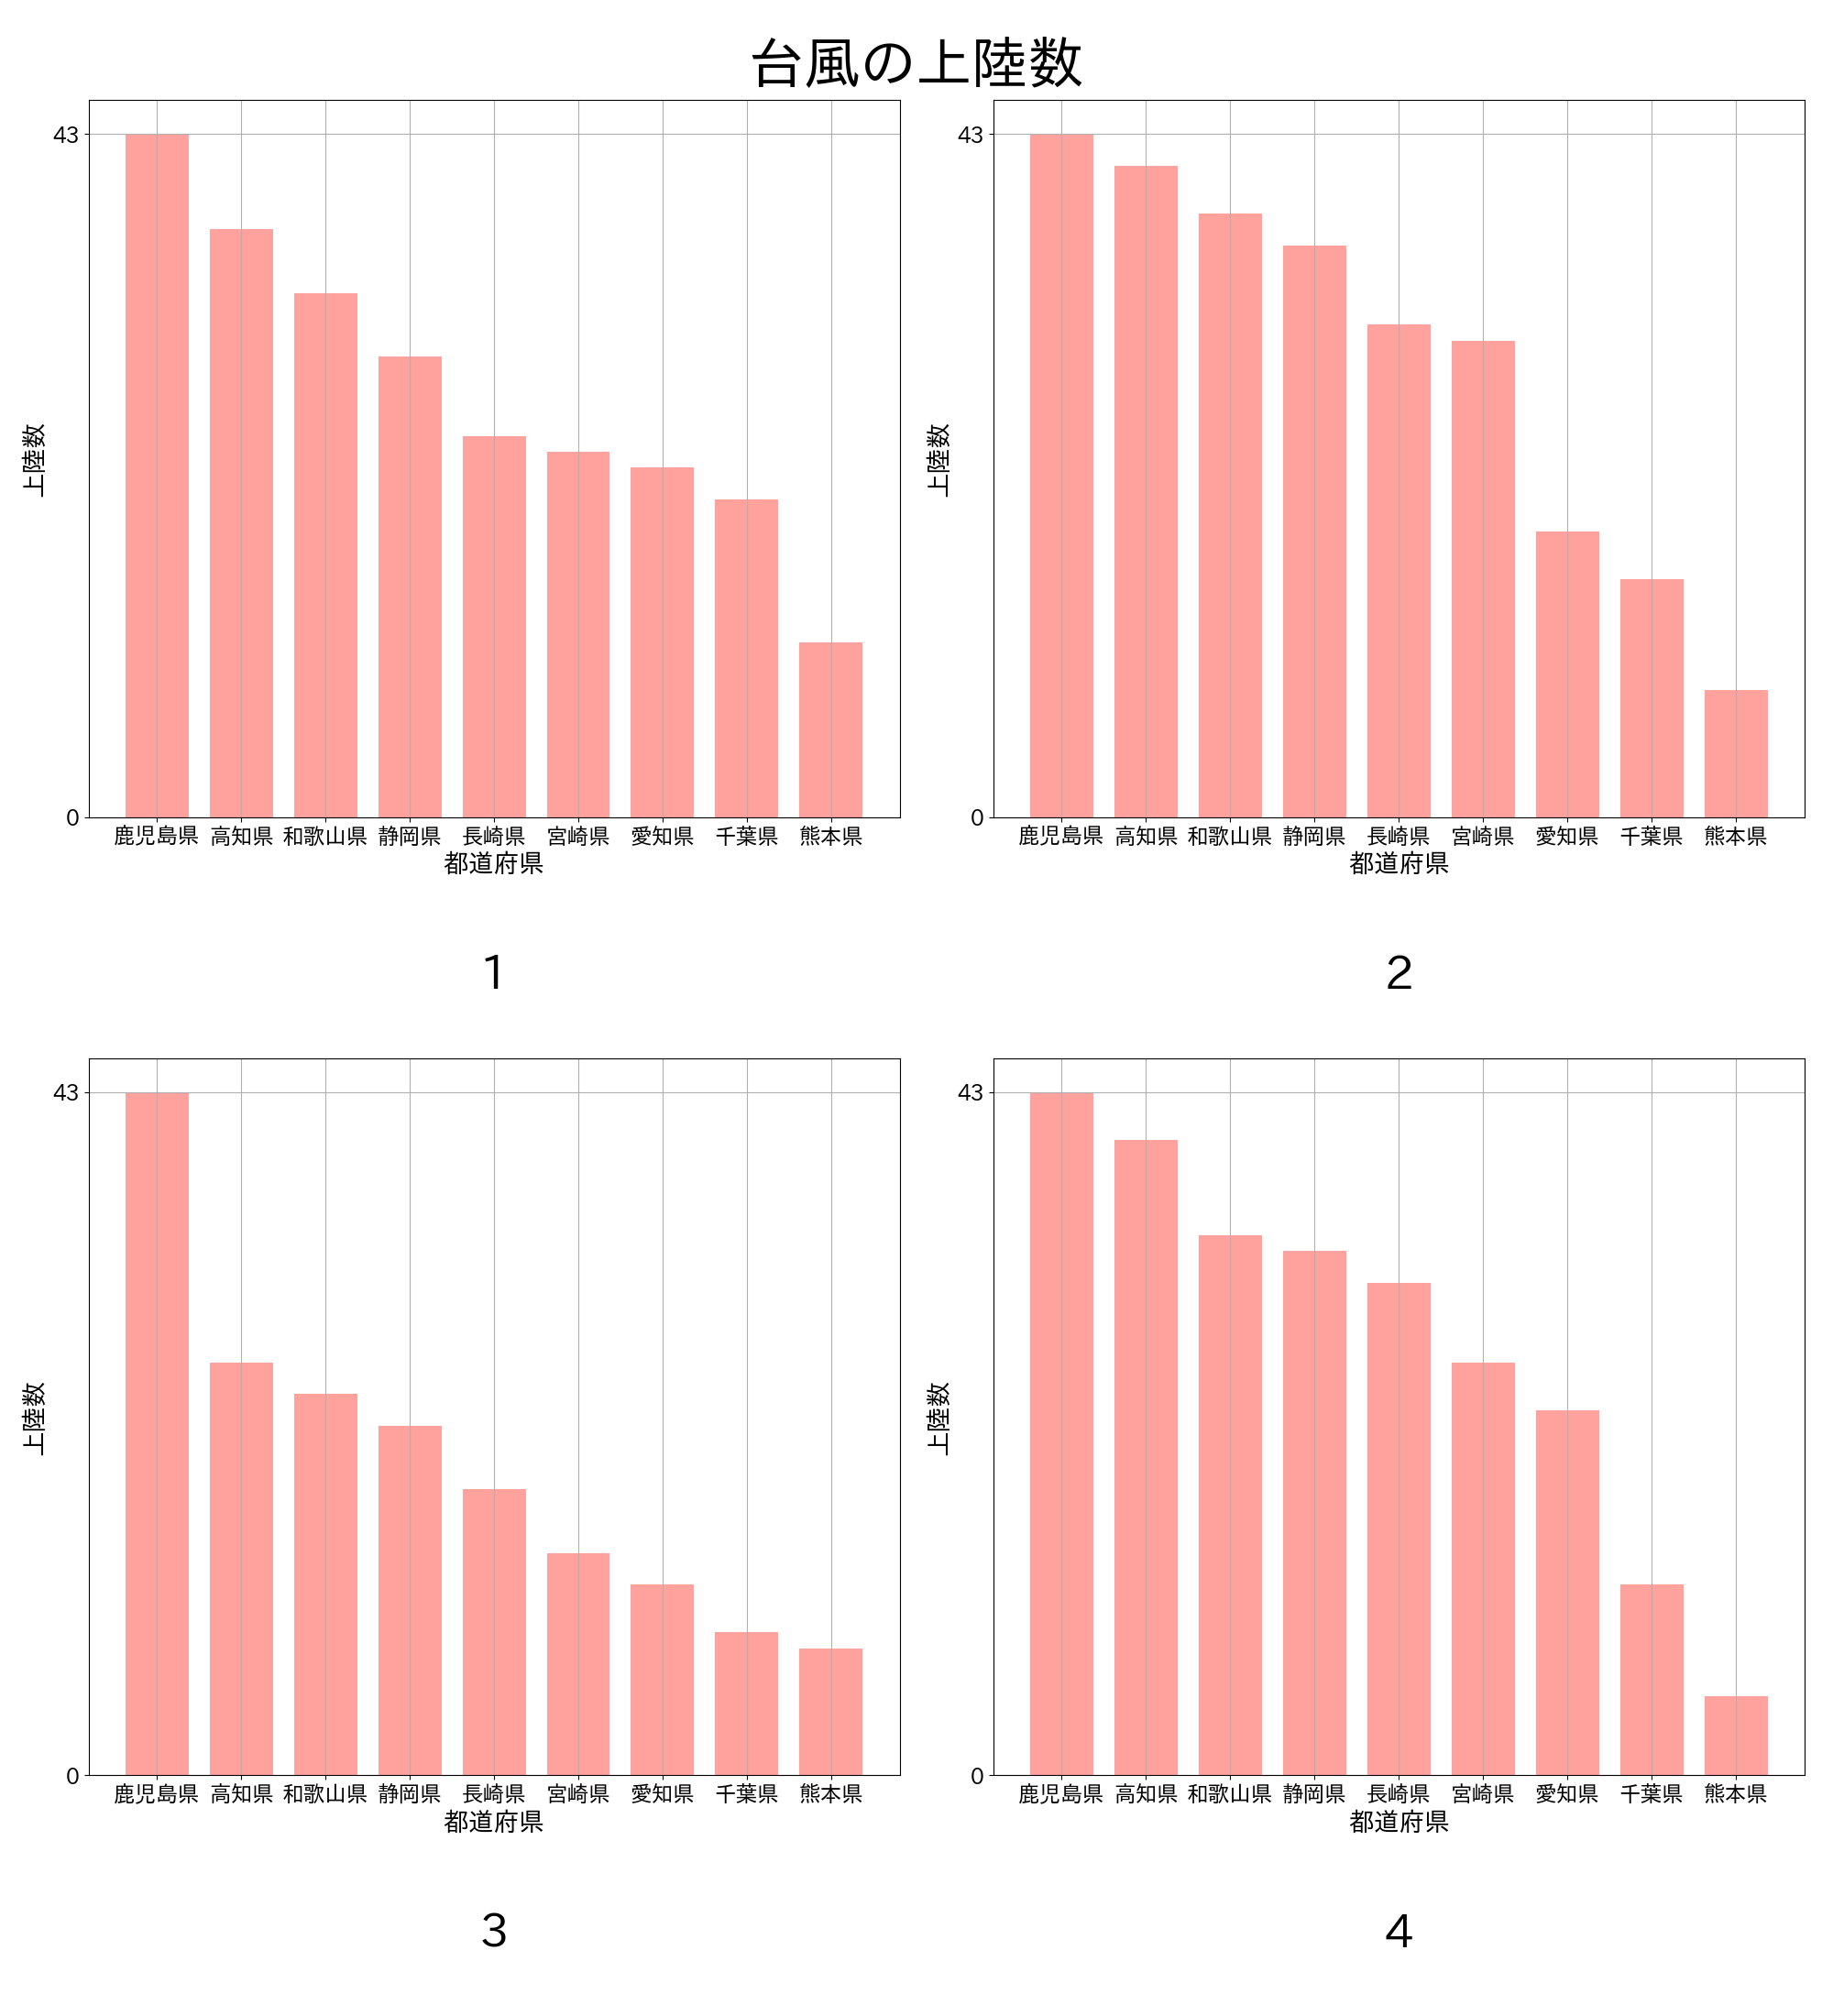 台風の上陸数
43
0
上陸数
鹿児島県 高知県 和歌山県 静岡県 長崎県 宮崎県 愛知県 千葉県 熊本県
都道府県
1
43
0
上陸数
鹿児島県 高知県 和歌山県 静岡県 長崎県 宮崎県 愛知県 千葉県 熊本県
都道府県
2
43
0
上陸数
鹿児島県 高知県 和歌山県 静岡県 長崎県 宮崎県 愛知県 千葉県 熊本県
都道府県
3
43
0
上陸数
鹿児島県 高知県 和歌山県 静岡県 長崎県 宮崎県 愛知県 千葉県 熊本県
都道府県
4